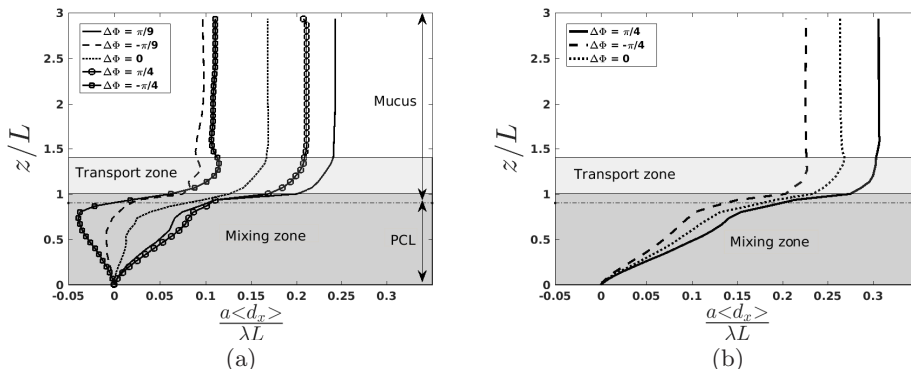 3
2.5
2
1.5
1
0.5
0
z/L
ΔΦ = π/9
ΔΦ = -π/9
ΔΦ = 0
ΔΦ = π/4
ΔΦ = -π/4
Mucus
Transport zone
Mixing zone
PCL
-0.05 0 0.05 0.1 0.15 0.2 0.25 0.3
a<d_x>
λL
(a)
3
2.5
2
1.5
1
0.5
0
z/L
ΔΦ = π/4
ΔΦ = -π/4
ΔΦ = 0
Transport zone
Mixing zone
-0.05 0 0.05 0.1 0.15 0.2 0.25 0.3
a<d_x>
λL
(b)